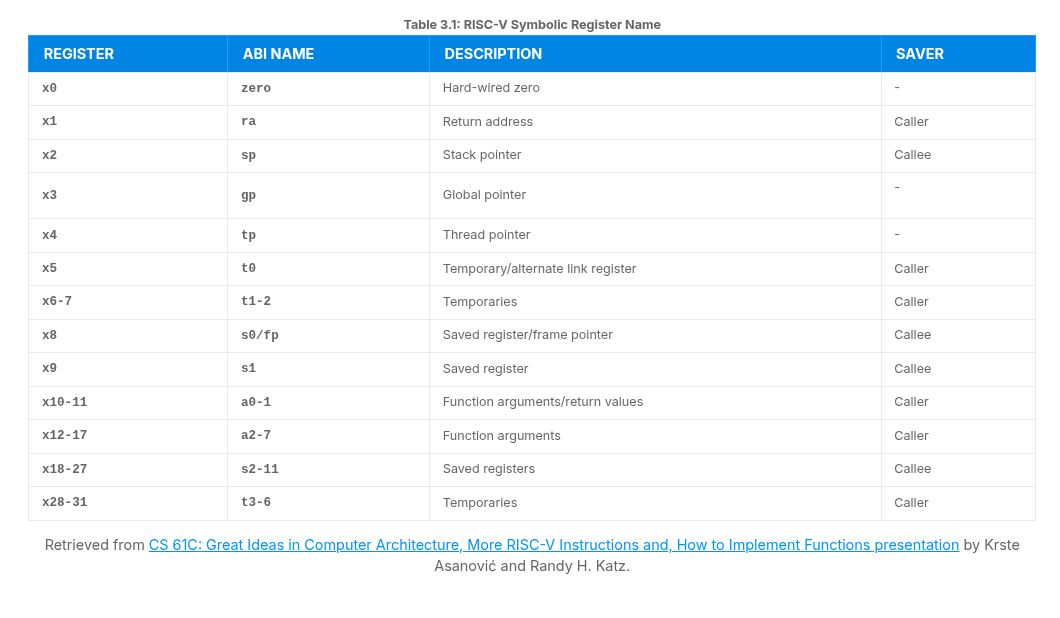 Table 3.1: RISC-V Symbolic Register Name
REGISTER ABI NAME DESCRIPTION SAVER
x0 zero Hard-wired zero -
x1 ra Return address Caller
x2 sp Stack pointer Callee
x3 gp Global pointer -
x4 tp Thread pointer -
x5 t0 Temporary/alternate link register Caller
x6-7 t1-2 Temporaries Caller
x8 s0/fp Saved register/frame pointer Callee
x9 s1 Saved register Callee
x10-11 a0-1 Function arguments/return values Caller
x12-17 a2-7 Function arguments Caller
x18-27 s2-11 Saved registers Callee
x28-31 t3-6 Temporaries Caller
Retrieved from CS 61C: Great Ideas in Computer Architecture, More RISC-V Instructions and, How to Implement Functions presentation by Krste
Asanović and Randy H. Katz.